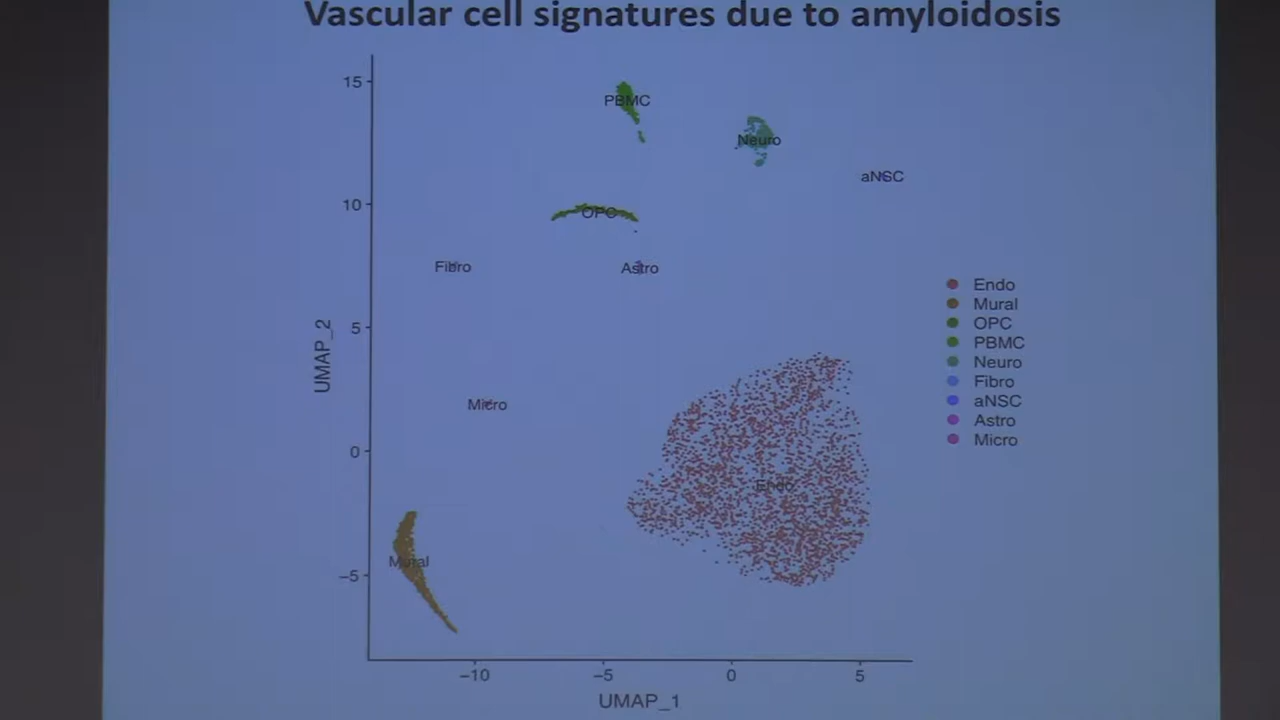 Vascular cell signatures due to amyloidosis
15
PBMC
Neuro
aNSC
10
OPC
Fibro
Astro
5
UMAP_2
Micro
0
Endo
−5
Mural
−10
−5
0
5
UMAP_1
Endo
Mural
OPC
PBMC
Neuro
Fibro
aNSC
Astro
Micro